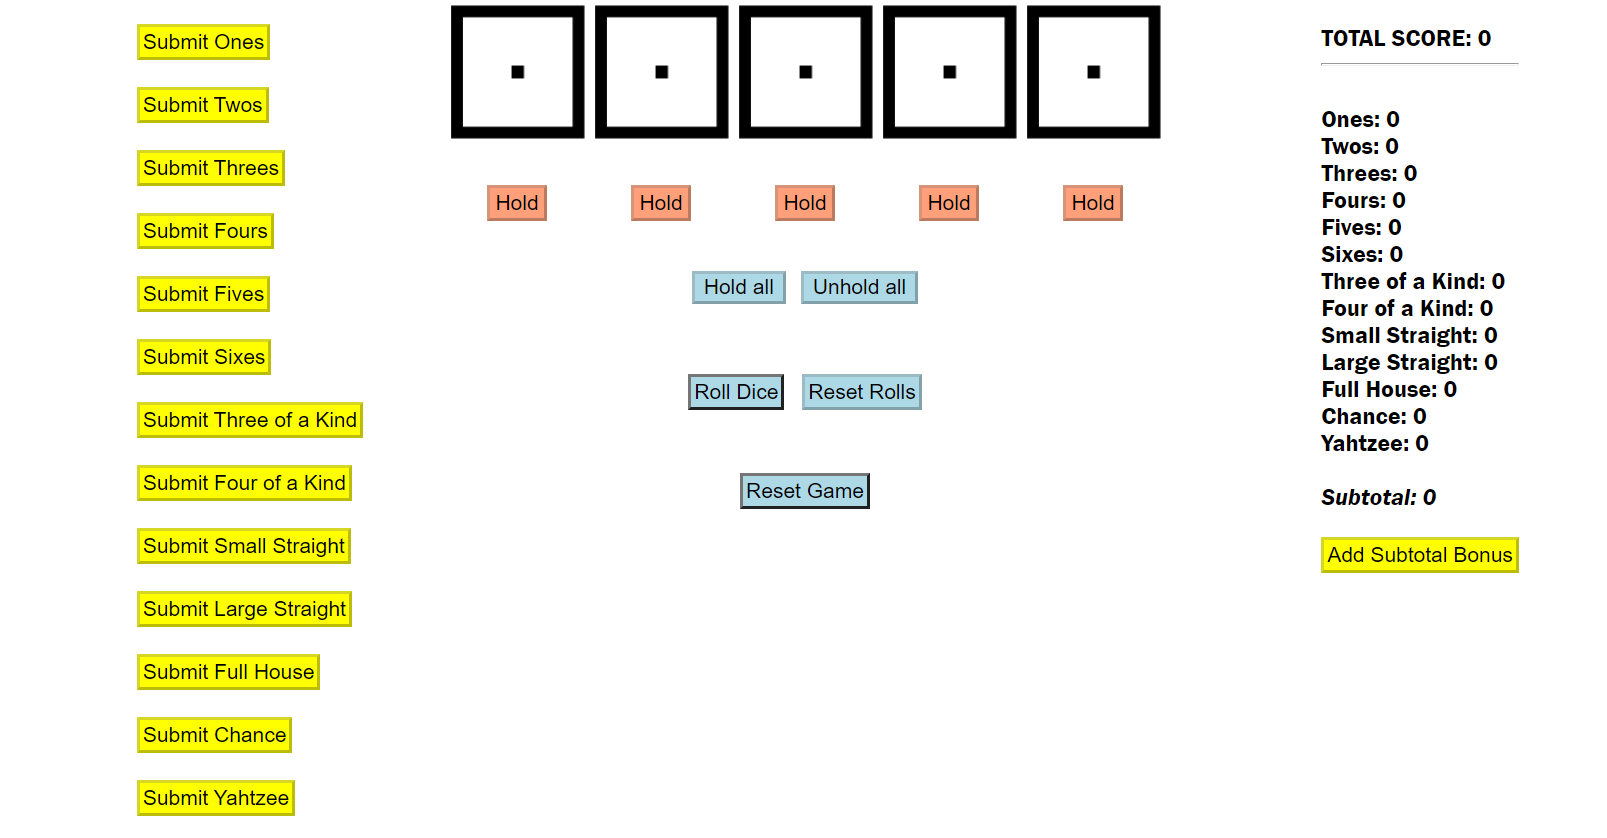 Submit Ones
Submit Twos
Submit Threes
Submit Fours
Submit Fives
Submit Sixes
Submit Three of a Kind
Submit Four of a Kind
Submit Small Straight
Submit Large Straight
Submit Full House
Submit Chance
Submit Yahtzee
Hold Hold Hold Hold Hold
Hold all Unhold all
Roll Dice Reset Rolls
Reset Game
TOTAL SCORE: 0
Ones: 0
Twos: 0
Threes: 0
Fours: 0
Fives: 0
Sixes: 0
Three of a Kind: 0
Four of a Kind: 0
Small Straight: 0
Large Straight: 0
Full House: 0
Chance: 0
Yahtzee: 0
Subtotal: 0
Add Subtotal Bonus